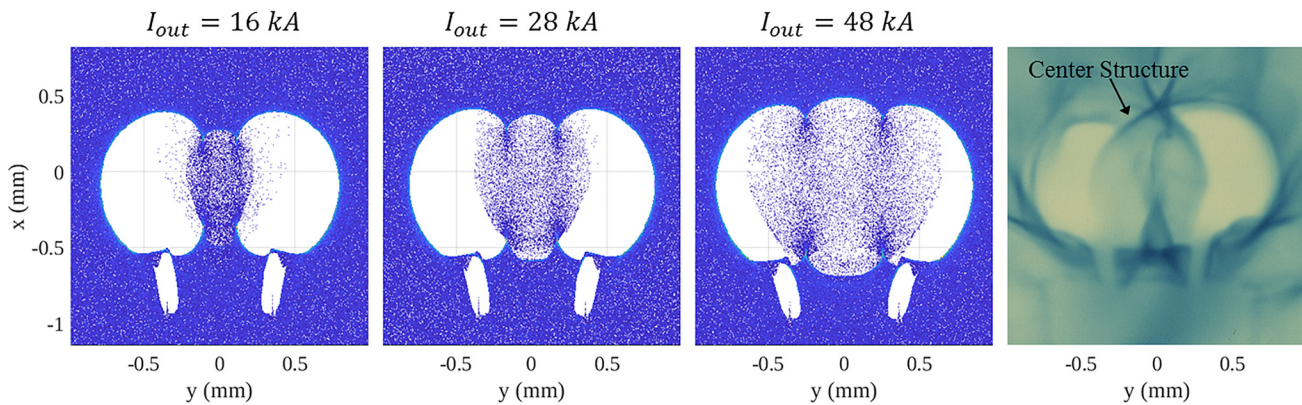 I_out = 16 kA
I_out = 28 kA
I_out = 48 kA
Center Structure
x (mm)
0.5
0
-0.5
-1
-0.5 0 0.5
y (mm)
-0.5 0 0.5
y (mm)
-0.5 0 0.5
y (mm)
-0.5 0 0.5
y (mm)